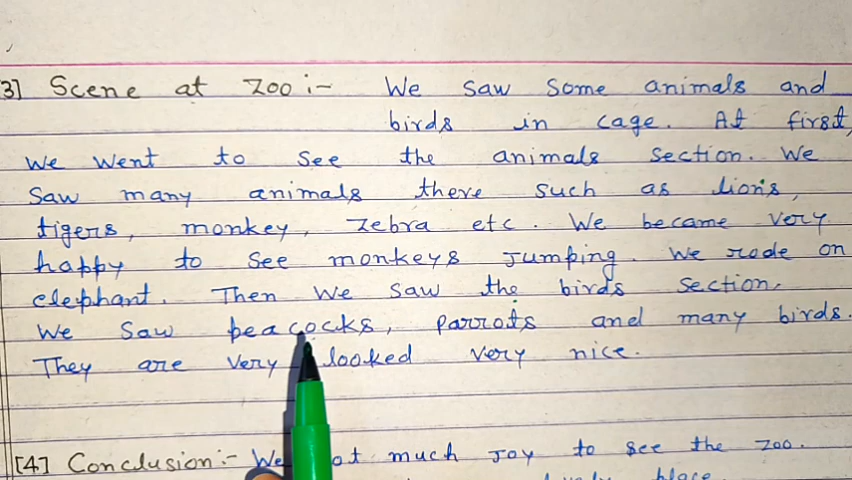 3] Scene at Zoo :- We saw some animals and
birds in cage. At first,
we went to see the animals section. We
saw many animals there such as lions,
tigers, monkey, zebra etc. We became very
happy to see monkeys jumping. We rode on
elephant. Then we saw the birds section.
We saw peacocks, parrots and many birds.
They are very looked very nice.
[4] Conclusion :- We much joy to see the zoo.
place.